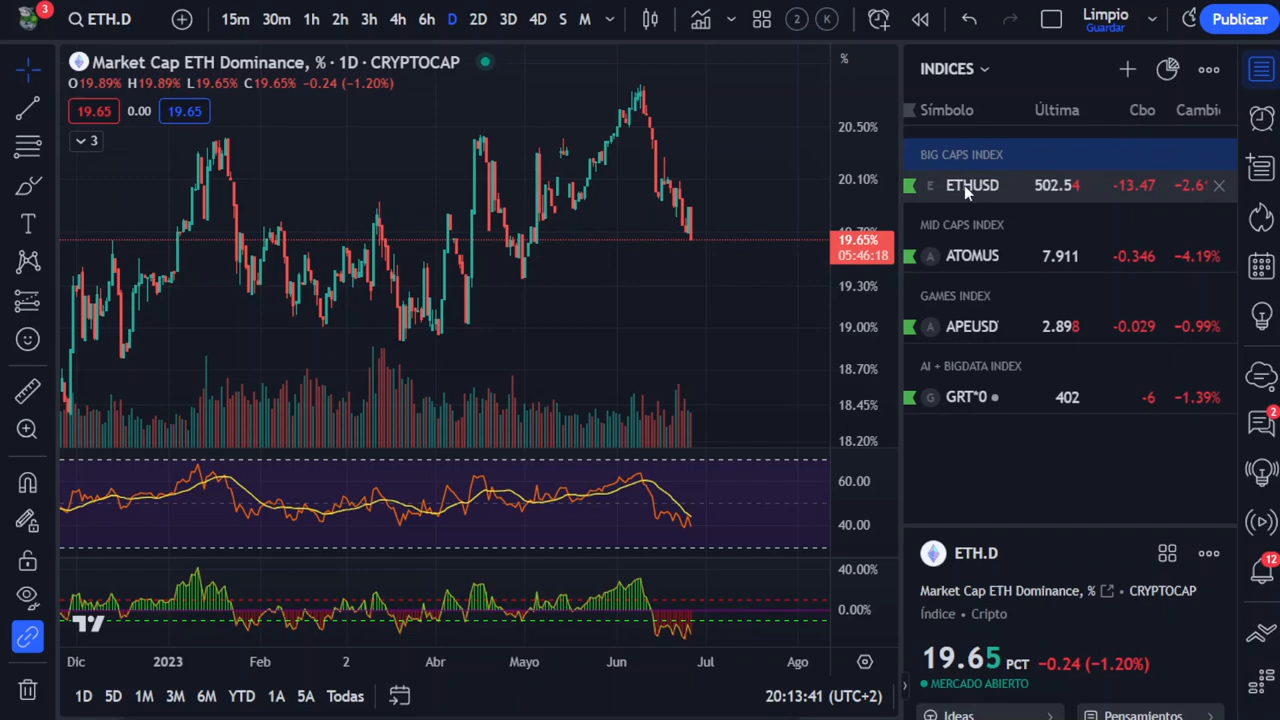 3
ETH.D
15m 30m 1h 2h 3h 4h 6h D 2D 3D 4D S M
2 K
Limpio
Guardar
Publicar
Market Cap ETH Dominance, % · 1D · CRYPTOCAP
O19.89% H19.89% L19.65% C19.65% −0.24 (−1.20%)
19.65 0.00 19.65
3
%
20.50%
20.10%
19.65%
05:46:18
19.30%
19.00%
18.70%
18.45%
18.20%
60.00
40.00
40.00%
0.00%
Dic 2023 Feb 2 Abr Mayo Jun Jul Ago
1D 5D 1M 3M 6M YTD 1A 5A Todas
20:13:41 (UTC+2)
INDICES
Símbolo Última Cbo Cambi
BIG CAPS INDEX
E ETHUSD 502.54 -13.47 −2.6
MID CAPS INDEX
A ATOMUS 7.911 -0.346 −4.19%
GAMES INDEX
A APEUSD 2.898 -0.029 −0.99%
AI + BIGDATA INDEX
G GRT*0 402 -6 −1.39%
ETH.D
Market Cap ETH Dominance, % • CRYPTOCAP
Índice • Cripto
19.65 PCT −0.24 (−1.20%)
MERCADO ABIERTO
Ideas
Pensamientos
2
12